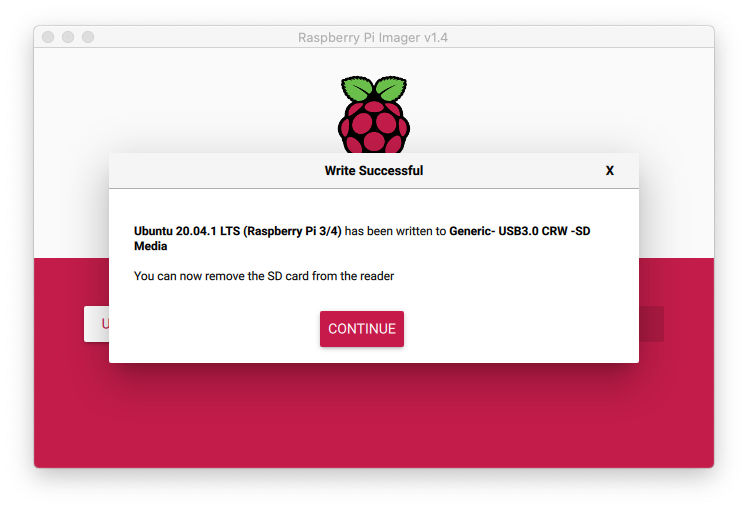 Raspberry Pi Imager v1.4
Write Successful
X
Ubuntu 20.04.1 LTS (Raspberry Pi 3/4) has been written to Generic- USB3.0 CRW -SD
Media
You can now remove the SD card from the reader
U
CONTINUE